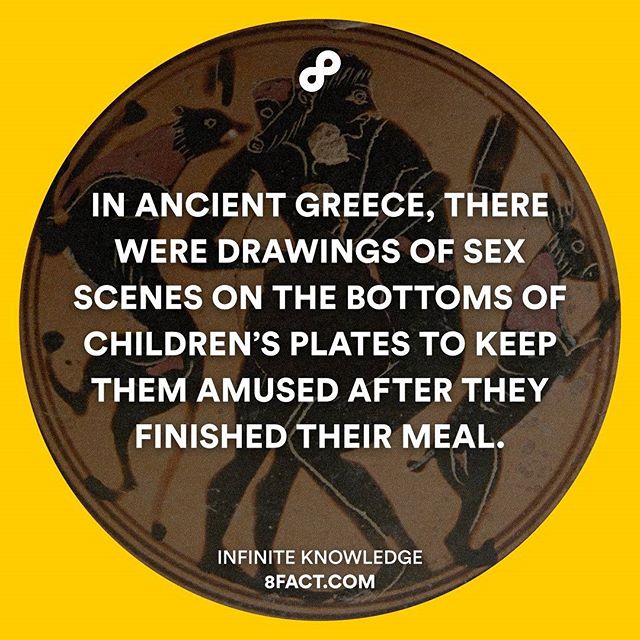 IN ANCIENT GREECE, THERE
WERE DRAWINGS OF SEX
SCENES ON THE BOTTOMS OF
CHILDREN’S PLATES TO KEEP
THEM AMUSED AFTER THEY
FINISHED THEIR MEAL.
INFINITE KNOWLEDGE
8FACT.COM